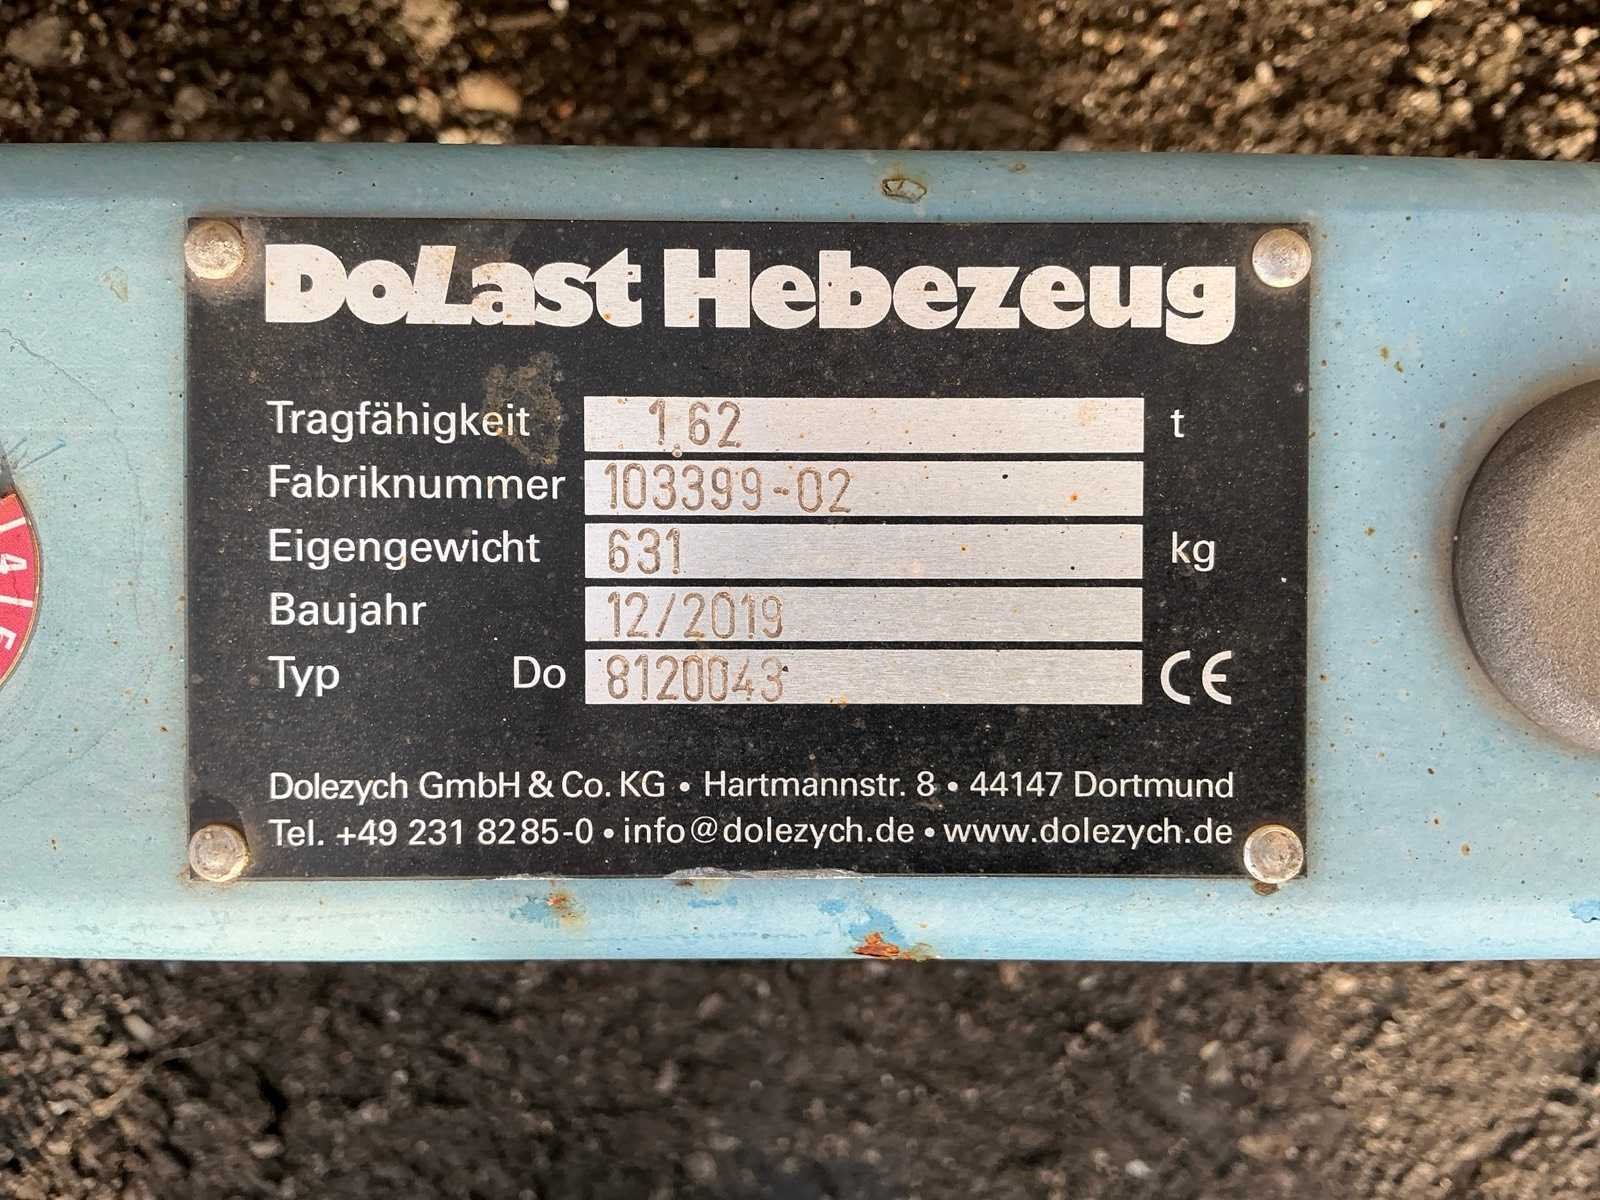 DoLast Hebezeug
Tragfähigkeit 1,62 t
Fabriknummer 103399-02
Eigengewicht 631 kg
Baujahr 12/2019
Typ Do 8120043 CE
Dolezych GmbH & Co. KG • Hartmannstr. 8 • 44147 Dortmund
Tel. +49 231 8285-0 • info@dolezych.de • www.dolezych.de